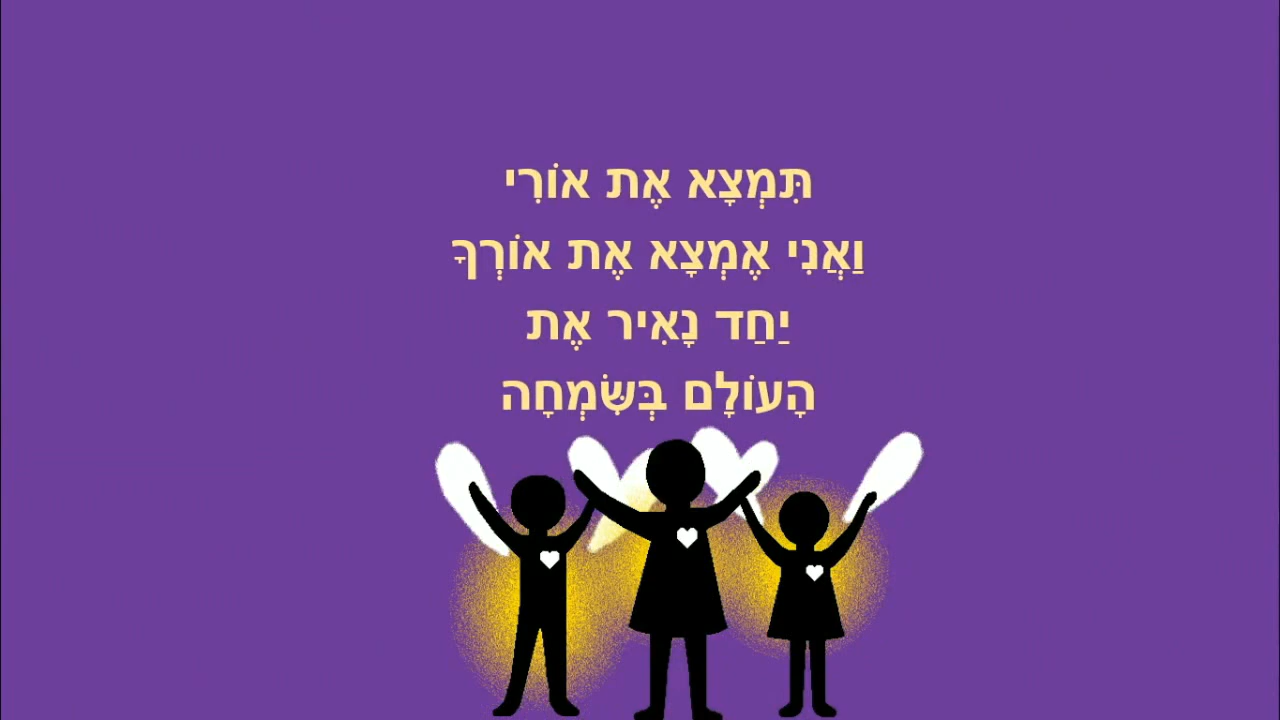 תִּמְצָא אֶת אוֹרִי
וַאֲנִי אֶמְצָא אֶת אוֹרְךָ
יַחַד נָאִיר אֶת
הָעוֹלָם בְּשִּׂמְחָה